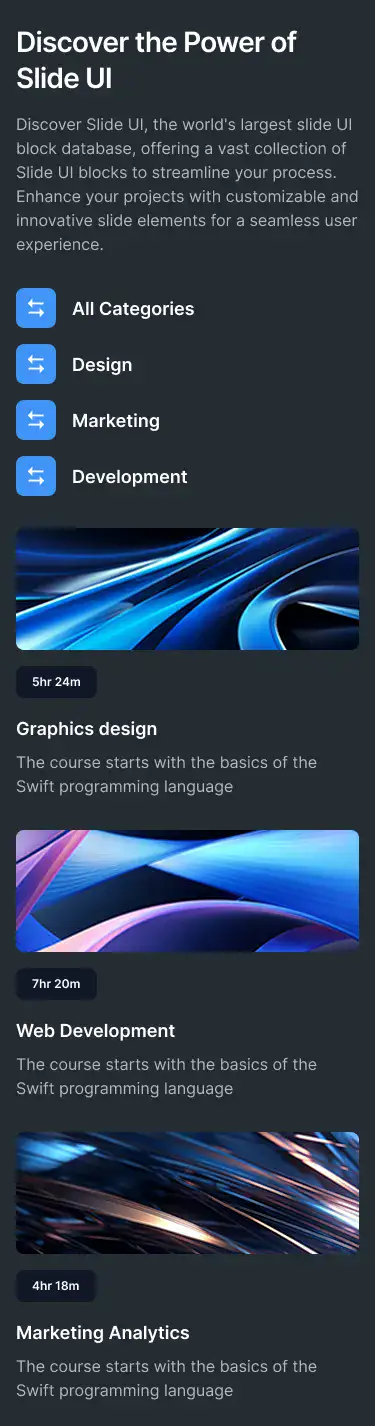 Discover the Power of
Slide UI
Discover Slide UI, the world's largest slide UI
block database, offering a vast collection of
Slide UI blocks to streamline your process.
Enhance your projects with customizable and
innovative slide elements for a seamless user
experience.
All Categories
Design
Marketing
Development
5hr 24m
Graphics design
The course starts with the basics of the
Swift programming language
7hr 20m
Web Development
The course starts with the basics of the
Swift programming language
4hr 18m
Marketing Analytics
The course starts with the basics of the
Swift programming language